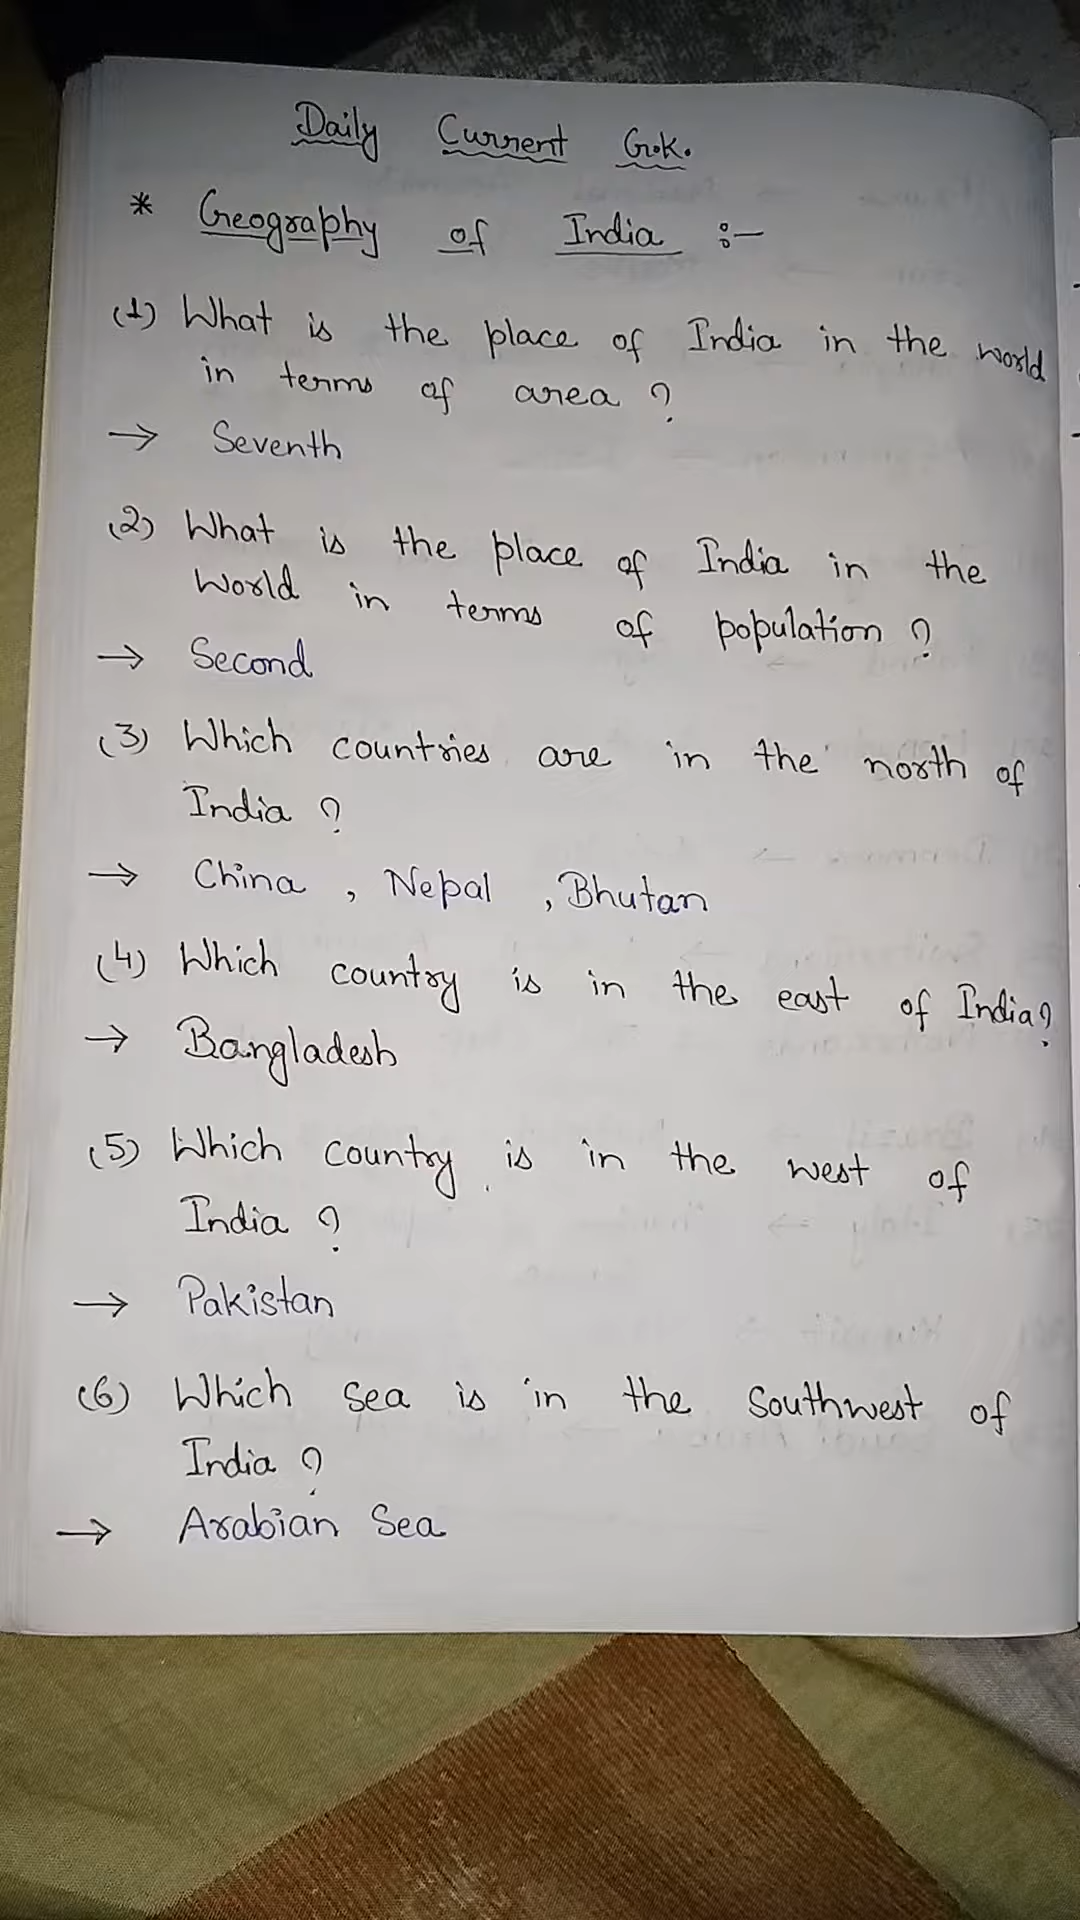 Daily Current G.K.
* Geography of India :-
(1) What is the place of India in the world
in terms of area ?
→ Seventh
(2) What is the place of India in the
World in terms of population ?
→ Second
(3) Which countries are in the north of
India ?
→ China , Nepal , Bhutan
(4) Which country is in the east of India?
→ Bangladesh
(5) Which country is in the west of
India ?
→ Pakistan
(6) Which sea is in the Southwest of
India ?
→ Arabian Sea